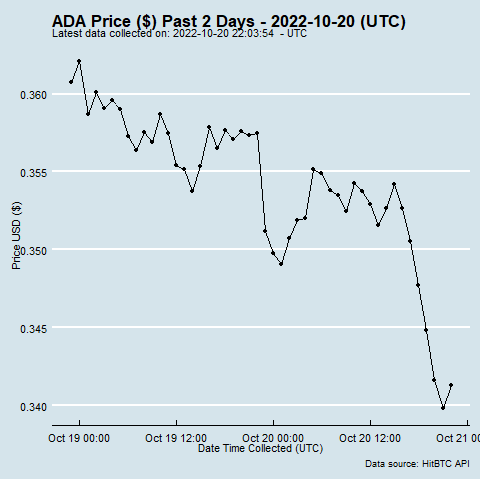 ADA Price ($) Past 2 Days - 2022-10-20 (UTC)
Latest data collected on: 2022-10-20 22:03:54 - UTC
0.360
0.355
0.350
0.345
0.340
Price USD ($)
Oct 19 00:00
Oct 19 12:00
Oct 20 00:00
Oct 20 12:00
Oct 21 0
Date Time Collected (UTC)
Data source: HitBTC API